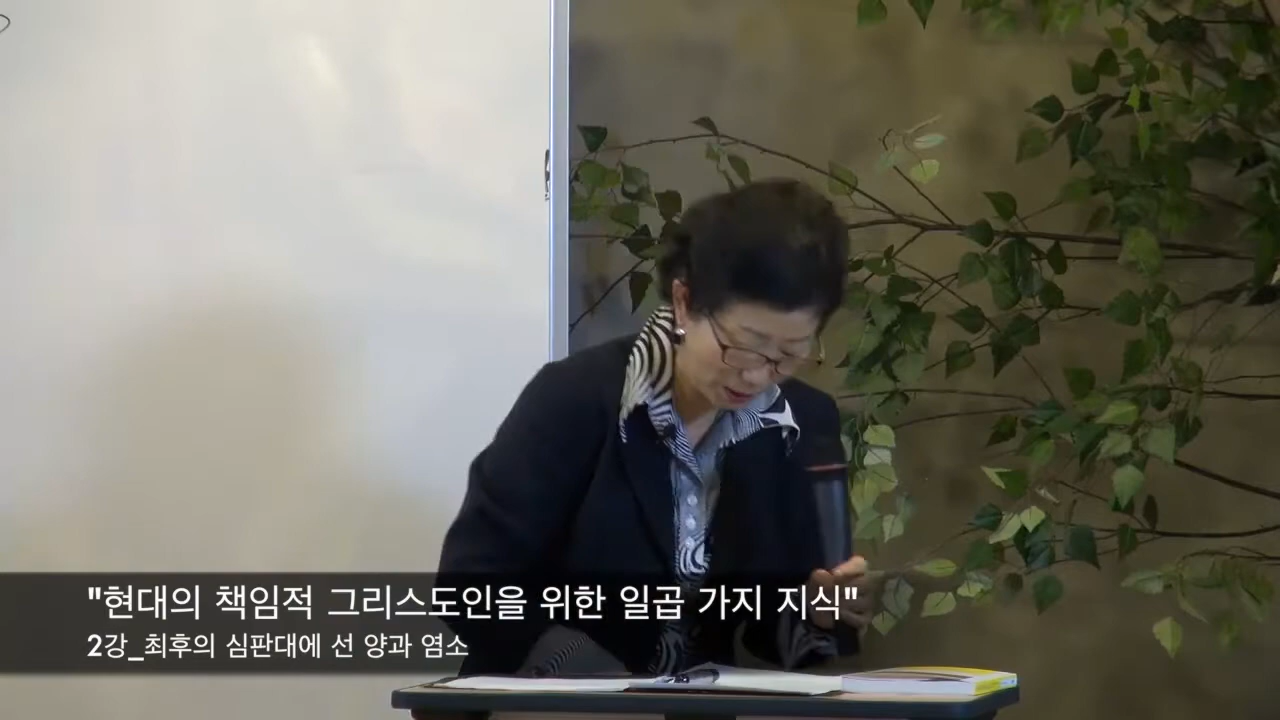 "현대의 책임적 그리스도인을 위한 일곱 가지 지식"
2강_최후의 심판대에 선 양과 염소